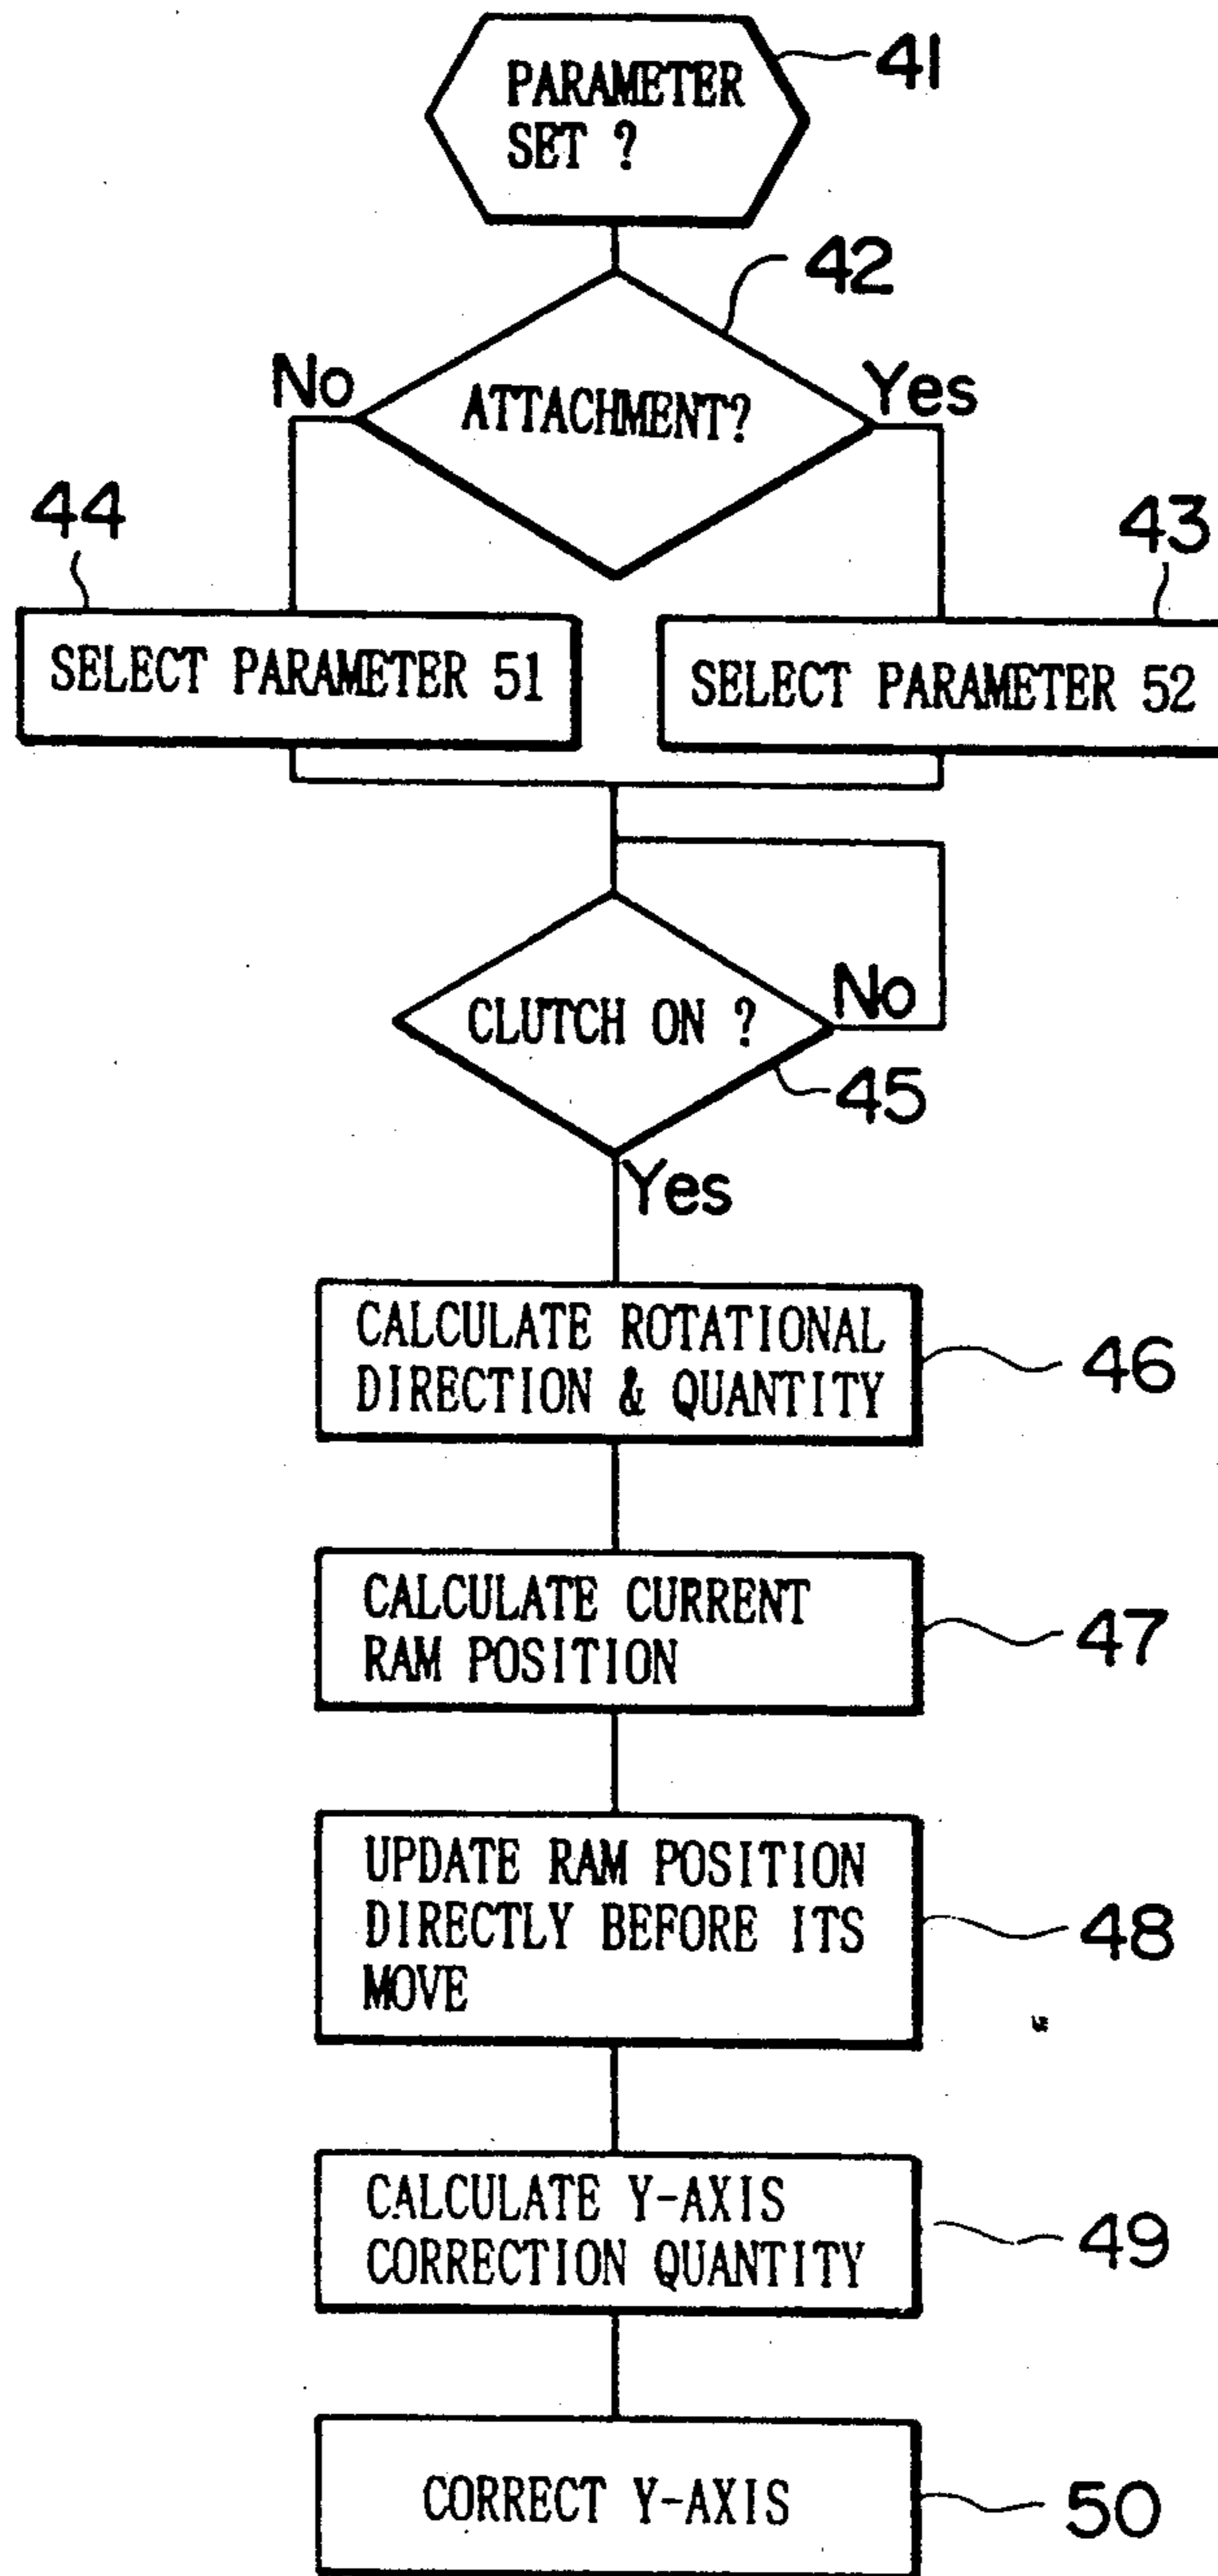 PARAMETER
SET ?
41
42
No
ATTACHMENT?
Yes
44
43
SELECT PARAMETER 51
SELECT PARAMETER 52
CLUTCH ON ?
No
45
Yes
CALCULATE ROTATIONAL
DIRECTION & QUANTITY
46
CALCULATE CURRENT
RAM POSITION
47
UPDATE RAM POSITION
DIRECTLY BEFORE ITS
MOVE
48
CALCULATE Y-AXIS
CORRECTION QUANTITY
49
CORRECT Y-AXIS
50